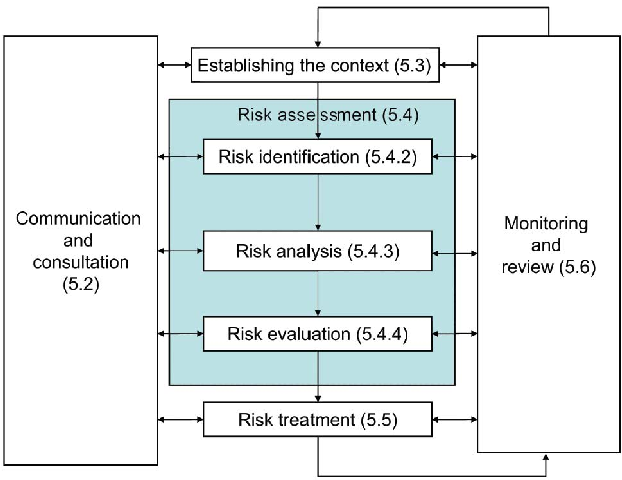 Establishing the context (5.3)
Risk assessment (5.4)
Risk identification (5.4.2)
Risk analysis (5.4.3)
Risk evaluation (5.4.4)
Risk treatment (5.5)
Communication
and
consultation
(5.2)
Monitoring
and
review (5.6)